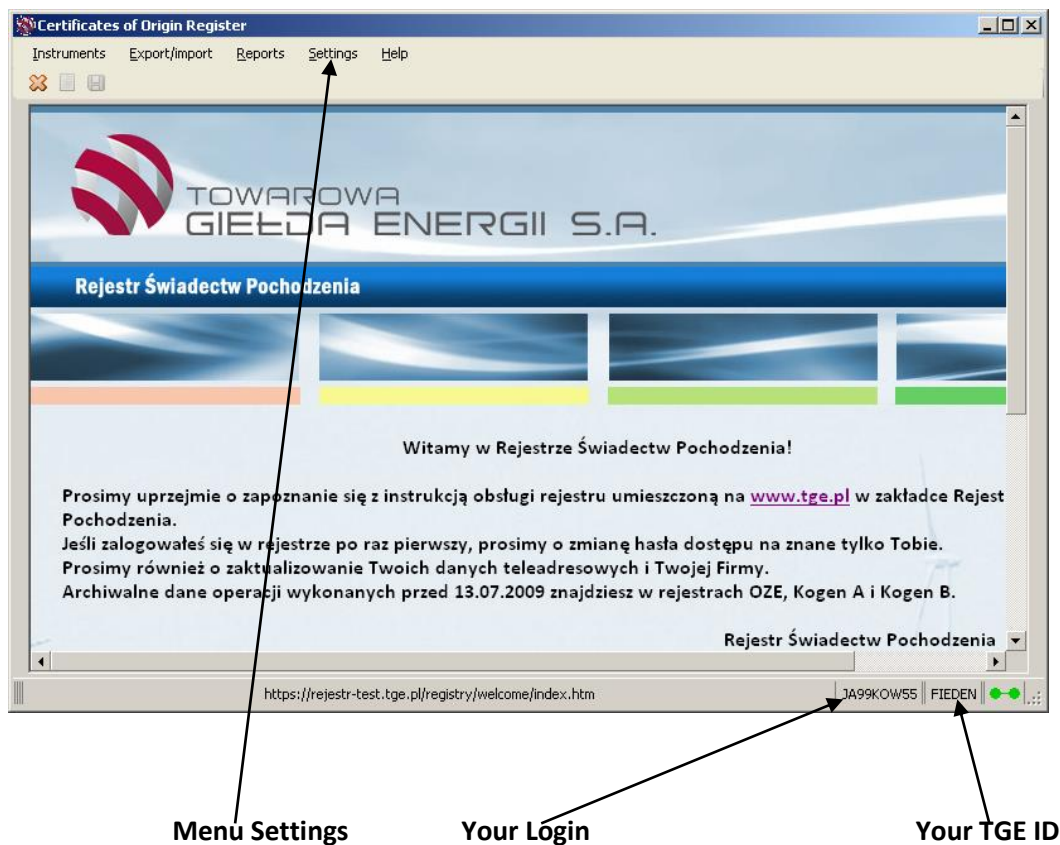 Certificates of Origin Register
Instruments Export/import Reports Settings Help
TOWAROWA
GIEŁDA ENERGII S.A.
Rejestr Świadectw Pochodzenia
Witamy w Rejestrze Świadectw Pochodzenia!
Prosimy uprzejmie o zapoznanie się z instrukcją obsługi rejestru umieszczoną na www.tge.pl w zakładce Rejest
Pochodzenia.
Jeśli zalogowałeś się w rejestrze po raz pierwszy, prosimy o zmianę hasła dostępu na znane tylko Tobie.
Prosimy również o zaktualizowanie Twoich danych teleadresowych i Twojej Firmy.
Archiwalne dane operacji wykonanych przed 13.07.2009 znajdziesz w rejestrach OZE, Kogen A i Kogen B.
Rejestr Świadectw Pochodzenia
https://rejestr-test.tge.pl/registry/welcome/index.htm JA99KOW55 FIEDEN
Menu Settings Your Login Your TGE ID